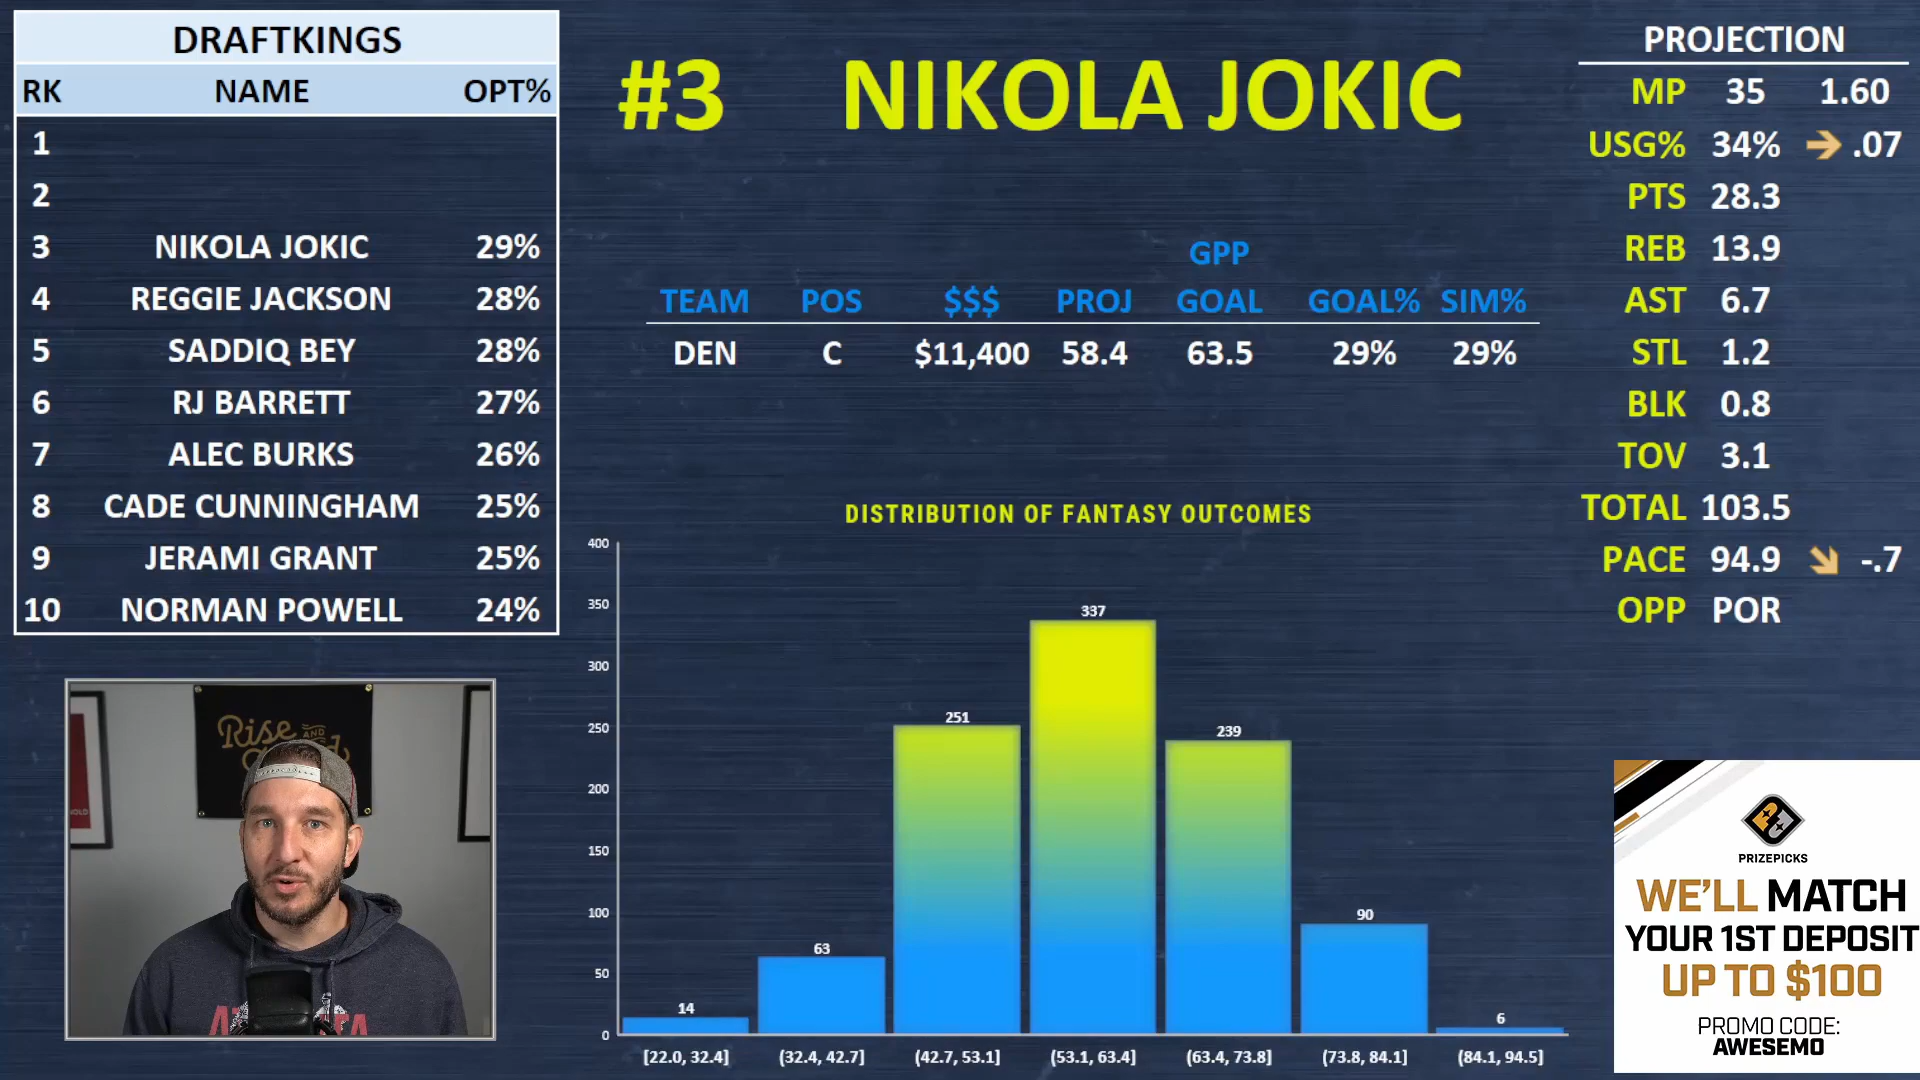 DRAFTKINGS
RK NAME OPT%
1
2
3 NIKOLA JOKIC 29%
4 REGGIE JACKSON 28%
5 SADDIQ BEY 28%
6 RJ BARRETT 27%
7 ALEC BURKS 26%
8 CADE CUNNINGHAM 25%
9 JERAMI GRANT 25%
10 NORMAN POWELL 24%
#3 NIKOLA JOKIC
GPP
TEAM POS $$$ PROJ GOAL GOAL% SIM%
DEN C $11,400 58.4 63.5 29% 29%
PROJECTION
MP 35 1.60
USG% 34% .07
PTS 28.3
REB 13.9
AST 6.7
STL 1.2
BLK 0.8
TOV 3.1
TOTAL 103.5
PACE 94.9 -.7
OPP POR
DISTRIBUTION OF FANTASY OUTCOMES
400
350
300
250
200
150
100
50
0
14
63
251
337
239
90
6
[22.0, 32.4] (32.4, 42.7] (42.7, 53.1] (53.1, 63.4] (63.4, 73.8] (73.8, 84.1] (84.1, 94.5]
Rise AND
PRIZEPICKS
WE'LL MATCH
YOUR 1ST DEPOSIT
UP TO $100
PROMO CODE:
AWESEMO